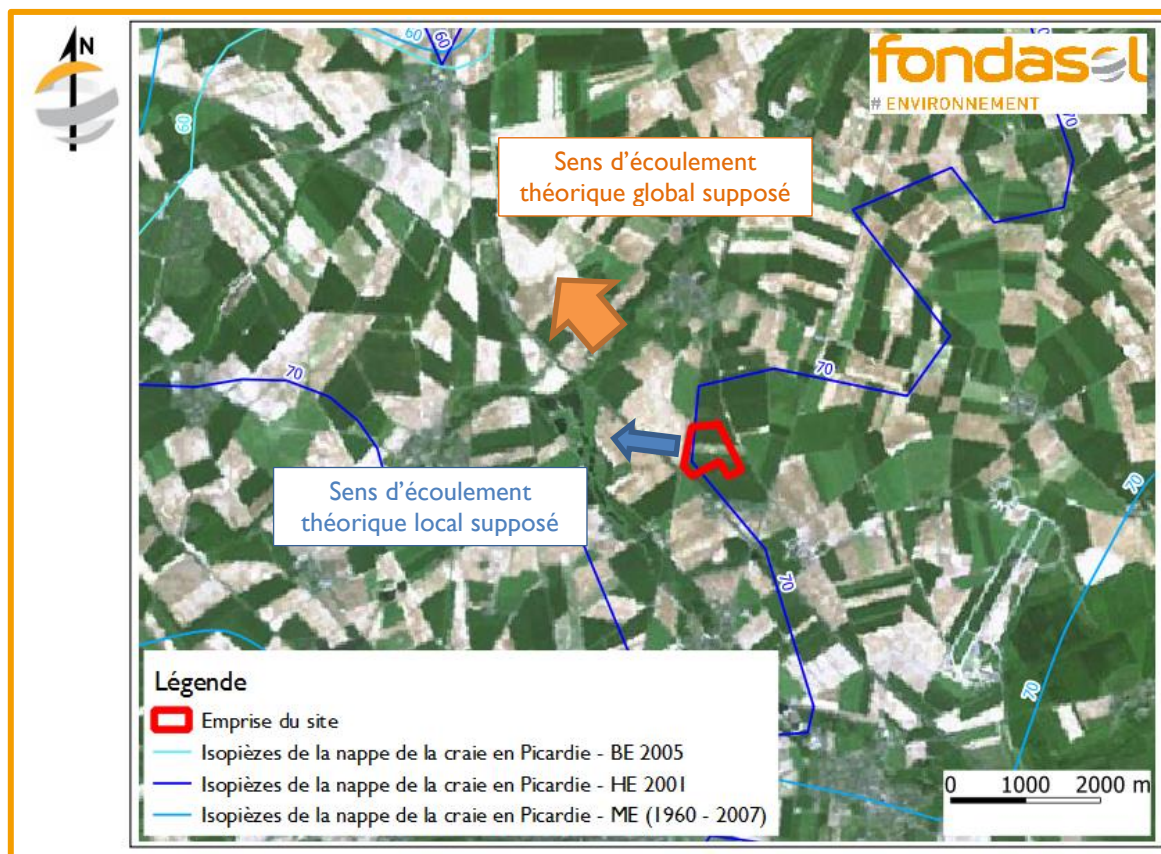 N
fondasol
# ENVIRONNEMENT
60
60
60
60
70
Sens d'écoulement
théorique global supposé
70
70
70
Sens d'écoulement
théorique local supposé
70
70
70
Légende
Emprise du site
Isopièzes de la nappe de la craie en Picardie - BE 2005
Isopièzes de la nappe de la craie en Picardie - HE 2001
Isopièzes de la nappe de la craie en Picardie - ME (1960 - 2007)
0 1000 2000 m